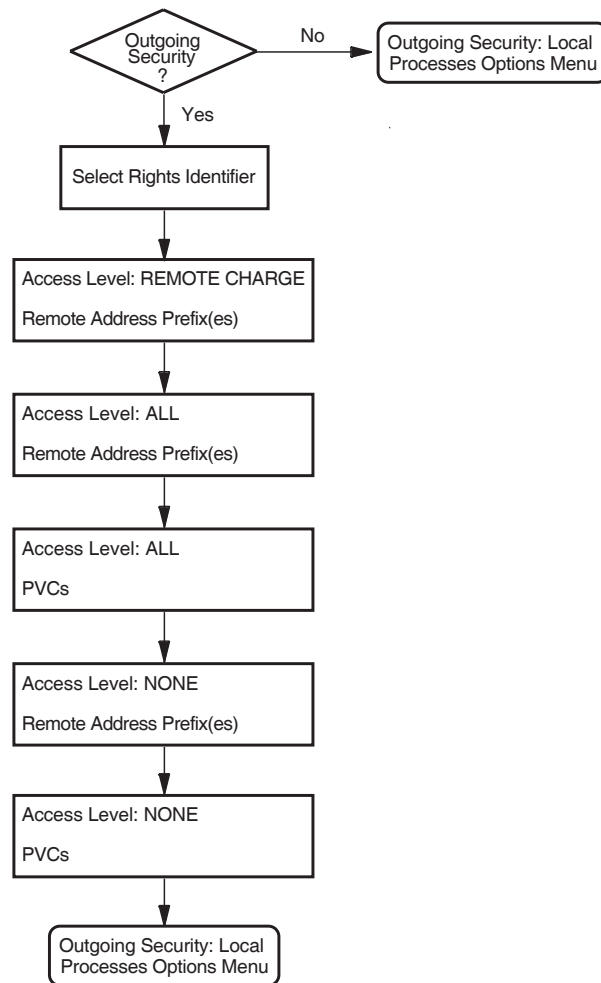 Outgoing
Security
?
No
Outgoing Security: Local
Processes Options Menu
Yes
Select Rights Identifier
Access Level: REMOTE CHARGE
Remote Address Prefix(es)
Access Level: ALL
Remote Address Prefix(es)
Access Level: ALL
PVCs
Access Level: NONE
Remote Address Prefix(es)
Access Level: NONE
PVCs
Outgoing Security: Local
Processes Options Menu